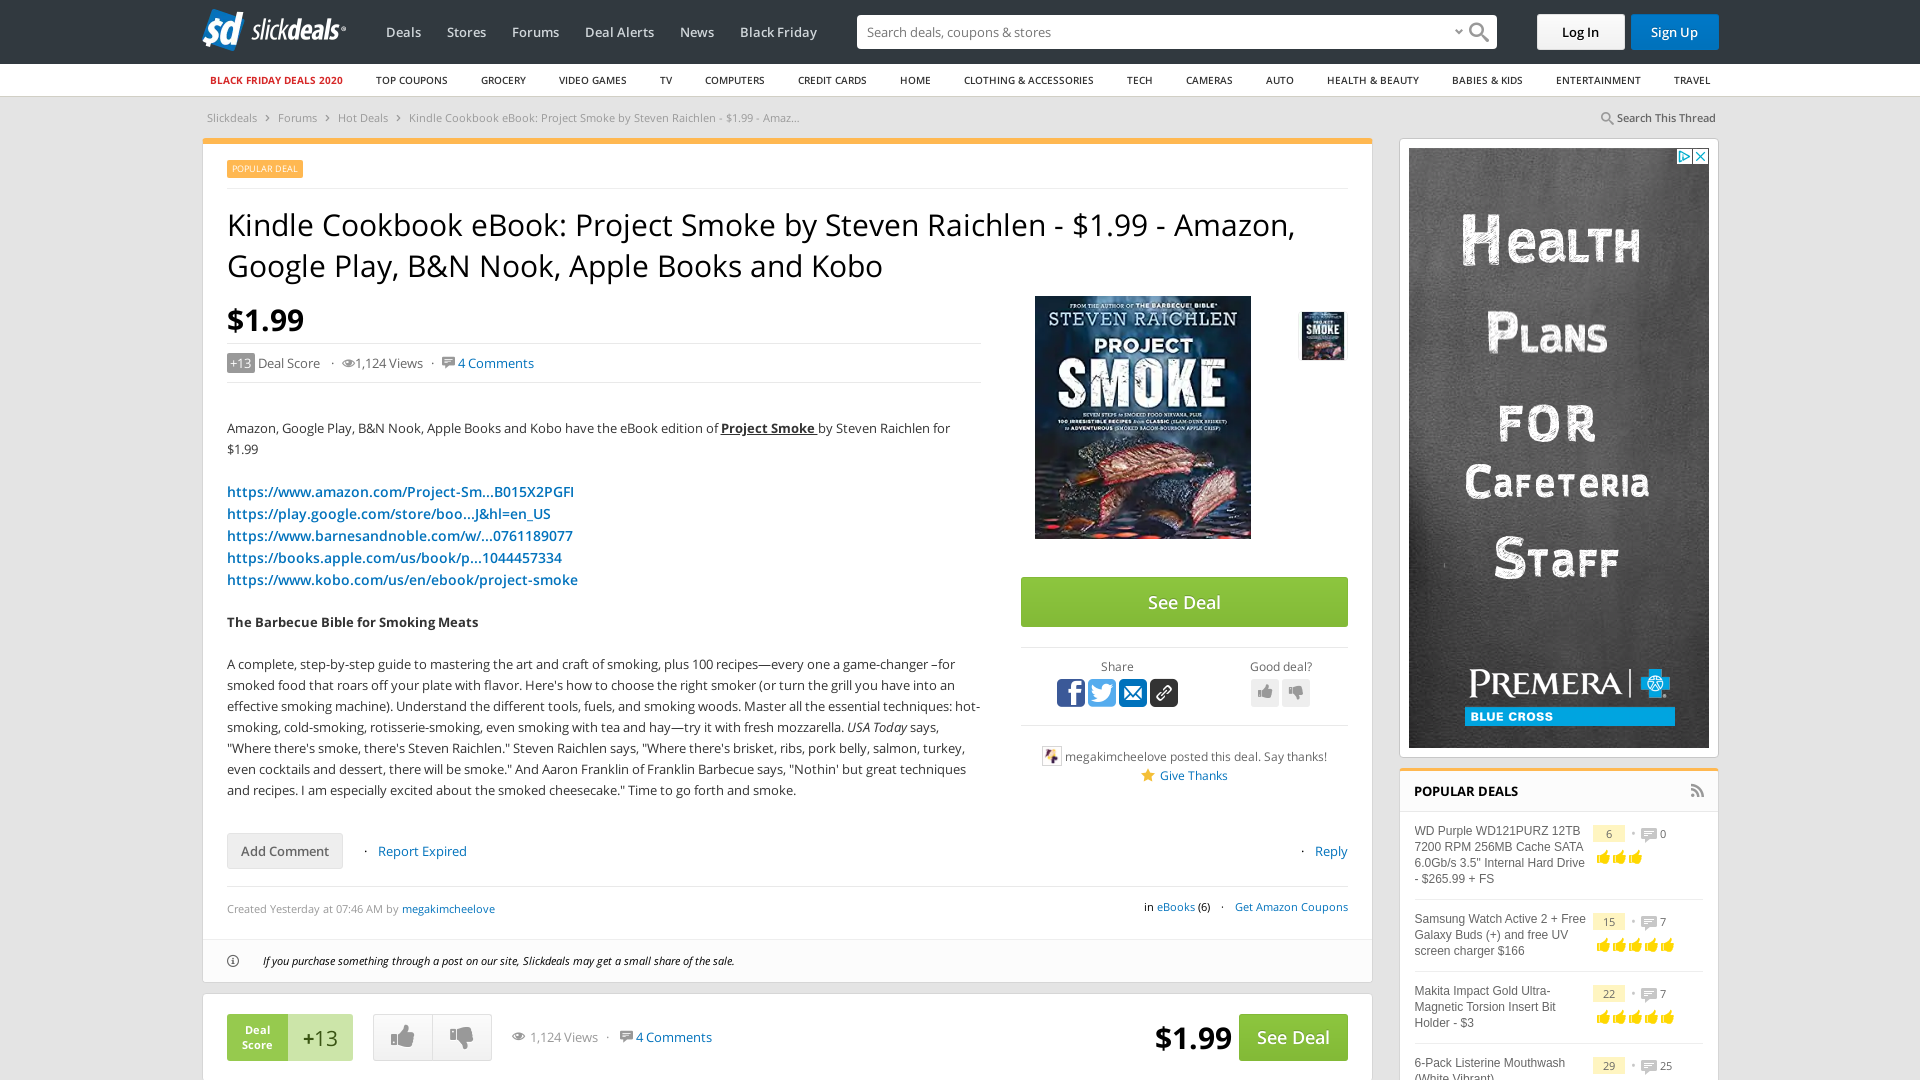 sd slickdeals
Deals
Stores
Forums
Deal Alerts
News
Black Friday
Search deals, coupons & stores
Log In
Sign Up
BLACK FRIDAY DEALS 2020
TOP COUPONS
GROCERY
VIDEO GAMES
TV
COMPUTERS
CREDIT CARDS
HOME
CLOTHING & ACCESSORIES
TECH
CAMERAS
AUTO
HEALTH & BEAUTY
BABIES & KIDS
ENTERTAINMENT
TRAVEL
Slickdeals › Forums › Hot Deals › Kindle Cookbook eBook: Project Smoke by Steven Raichlen - $1.99 - Amaz...
Search This Thread
POPULAR DEAL
Kindle Cookbook eBook: Project Smoke by Steven Raichlen - $1.99 - Amazon,
Google Play, B&N Nook, Apple Books and Kobo
$1.99
+13 Deal Score · 1,124 Views · 4 Comments
Amazon, Google Play, B&N Nook, Apple Books and Kobo have the eBook edition of Project Smoke by Steven Raichlen for
$1.99
https://www.amazon.com/Project-Sm...B015X2PGFI
https://play.google.com/store/boo...J&hl=en_US
https://www.barnesandnoble.com/w/...0761189077
https://books.apple.com/us/book/p...1044457334
https://www.kobo.com/us/en/ebook/project-smoke
The Barbecue Bible for Smoking Meats
A complete, step-by-step guide to mastering the art and craft of smoking, plus 100 recipes—every one a game-changer –for
smoked food that roars off your plate with flavor. Here's how to choose the right smoker (or turn the grill you have into an
effective smoking machine). Understand the different tools, fuels, and smoking woods. Master all the essential techniques: hot-
smoking, cold-smoking, rotisserie-smoking, even smoking with tea and hay—try it with fresh mozzarella. USA Today says,
"Where there's smoke, there's Steven Raichlen." Steven Raichlen says, "Where there's brisket, ribs, pork belly, salmon, turkey,
even cocktails and dessert, there will be smoke." And Aaron Franklin of Franklin Barbecue says, "Nothin' but great techniques
and recipes. I am especially excited about the smoked cheesecake." Time to go forth and smoke.
FROM THE AUTHOR OF THE BARBECUE! BIBLE®
STEVEN RAICHLEN
PROJECT
SMOKE
SEVEN STEPS to SMOKED FOOD NIRVANA, PLUS
100 IRRESISTIBLE RECIPES from CLASSIC (SLAM-DUNK BRISKET)
to ADVENTUROUS (SMOKED BACON-BOURBON APPLE CRISP)
PROJECT
SMOKE
See Deal
Share
Good deal?
megakimcheelove posted this deal. Say thanks!
Give Thanks
Add Comment · Report Expired
· Reply
Created Yesterday at 07:46 AM by megakimcheelove
in eBooks (6) · Get Amazon Coupons
If you purchase something through a post on our site, Slickdeals may get a small share of the sale.
Deal
Score
+13
1,124 Views · 4 Comments
$1.99
See Deal
HEALTH
PLANS
FOR
CAFETERIA
STAFF
PREMERA
BLUE CROSS
POPULAR DEALS
WD Purple WD121PURZ 12TB
7200 RPM 256MB Cache SATA
6.0Gb/s 3.5" Internal Hard Drive
- $265.99 + FS
6 • 0
Samsung Watch Active 2 + Free
Galaxy Buds (+) and free UV
screen charger $166
15 • 7
Makita Impact Gold Ultra-
Magnetic Torsion Insert Bit
Holder - $3
22 • 7
6-Pack Listerine Mouthwash
(White Vibrant)
29 • 25